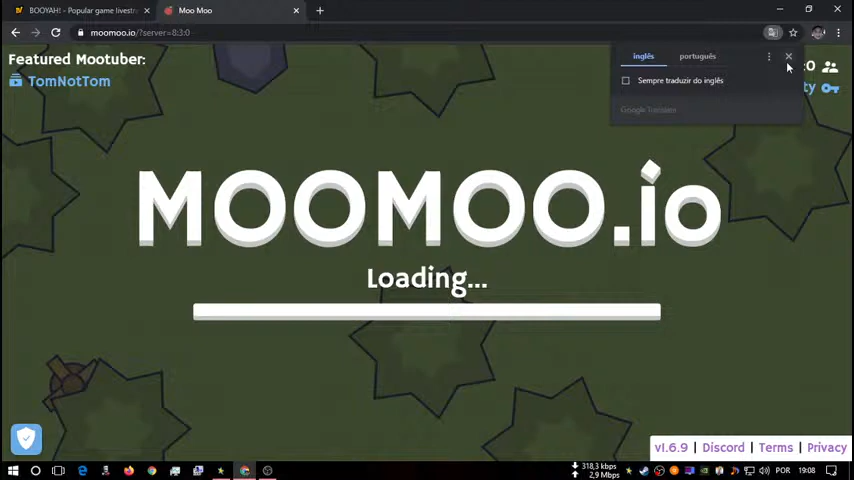 BOOYAH! - Popular game livestr
Moo Moo
moomoo.io/?server=8:3:0
Featured Mootuber:
TomNotTom
inglês português
Sempre traduzir do inglês
Google Translate
MOOMOO.io
Loading...
v1.6.9 | Discord | Terms | Privacy
318,3 kbps
2,9 Mbps
POR 19:08